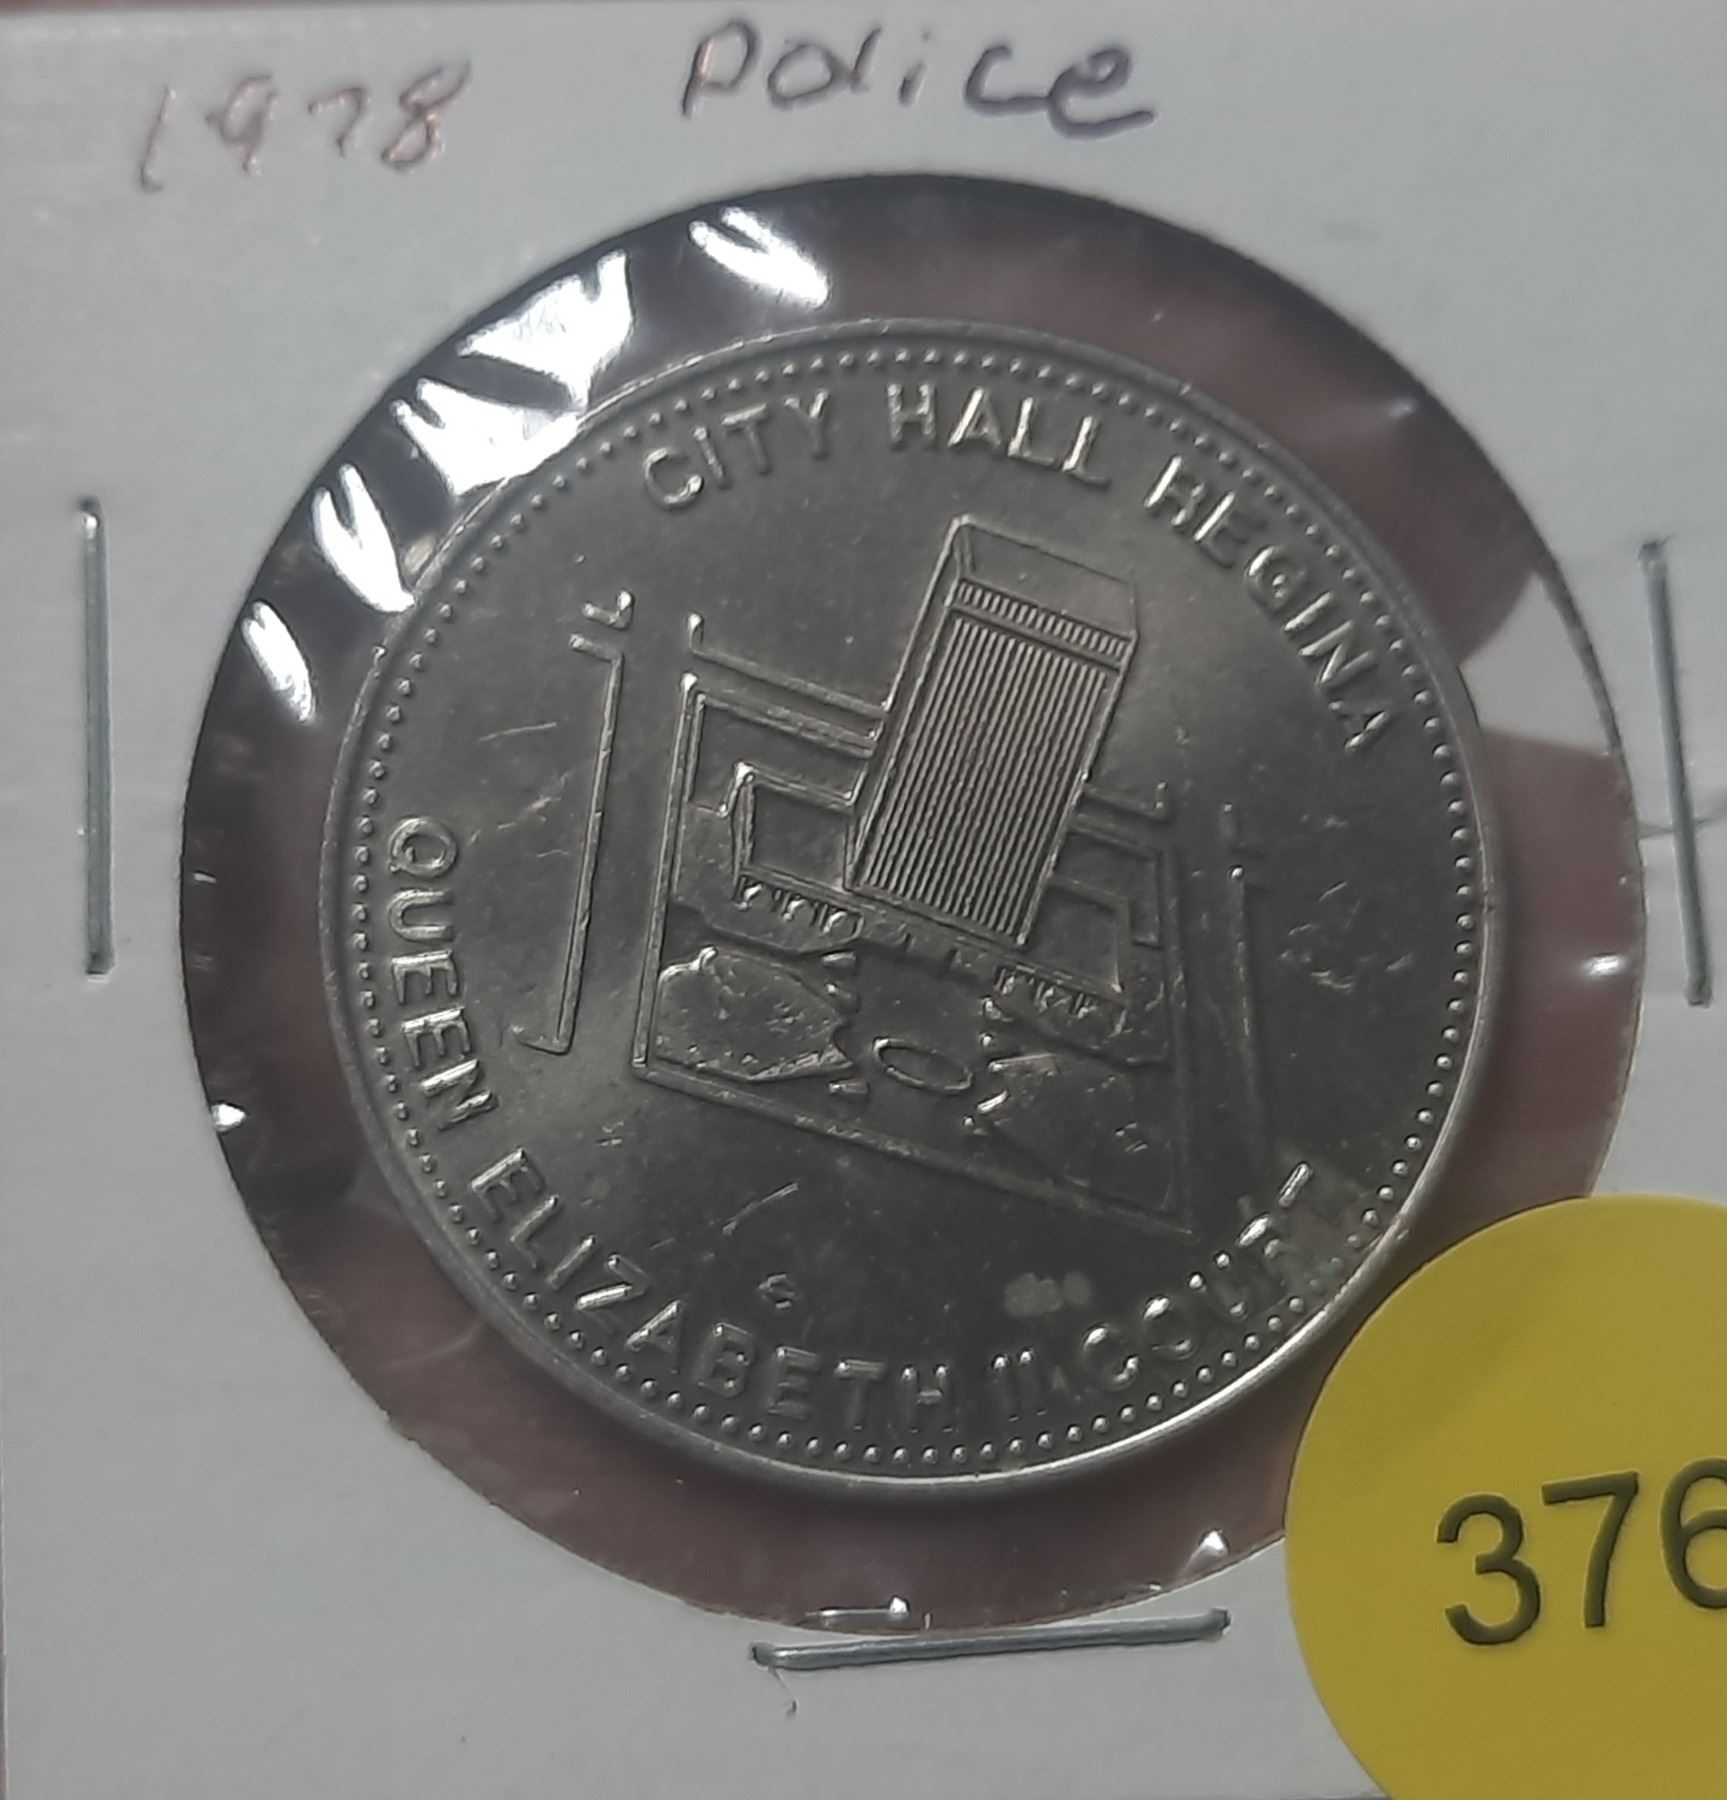 1978 Police
CITY HALL REGINA
QUEEN ELIZABETH II COURT
376